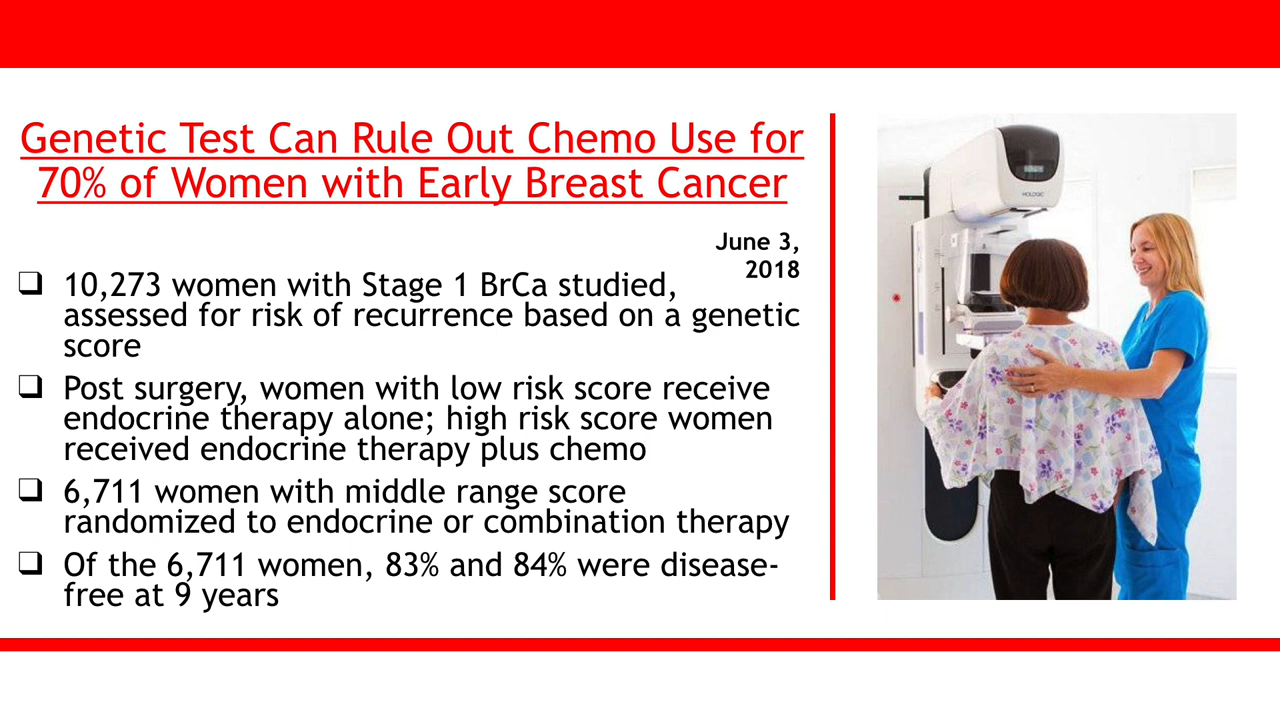 Genetic Test Can Rule Out Chemo Use for
70% of Women with Early Breast Cancer
June 3,
2018
❑ 10,273 women with Stage 1 BrCa studied,
assessed for risk of recurrence based on a genetic
score
❑ Post surgery, women with low risk score receive
endocrine therapy alone; high risk score women
received endocrine therapy plus chemo
❑ 6,711 women with middle range score
randomized to endocrine or combination therapy
❑ Of the 6,711 women, 83% and 84% were disease-
free at 9 years
HOLOGIC